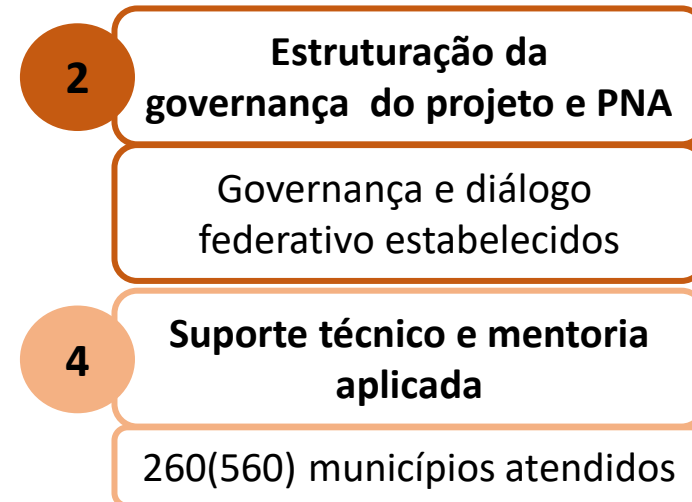 2
Estruturação da
governança do projeto e PNA
Governança e diálogo
federativo estabelecidos
4
Suporte técnico e mentoria
aplicada
260(560) municípios atendidos